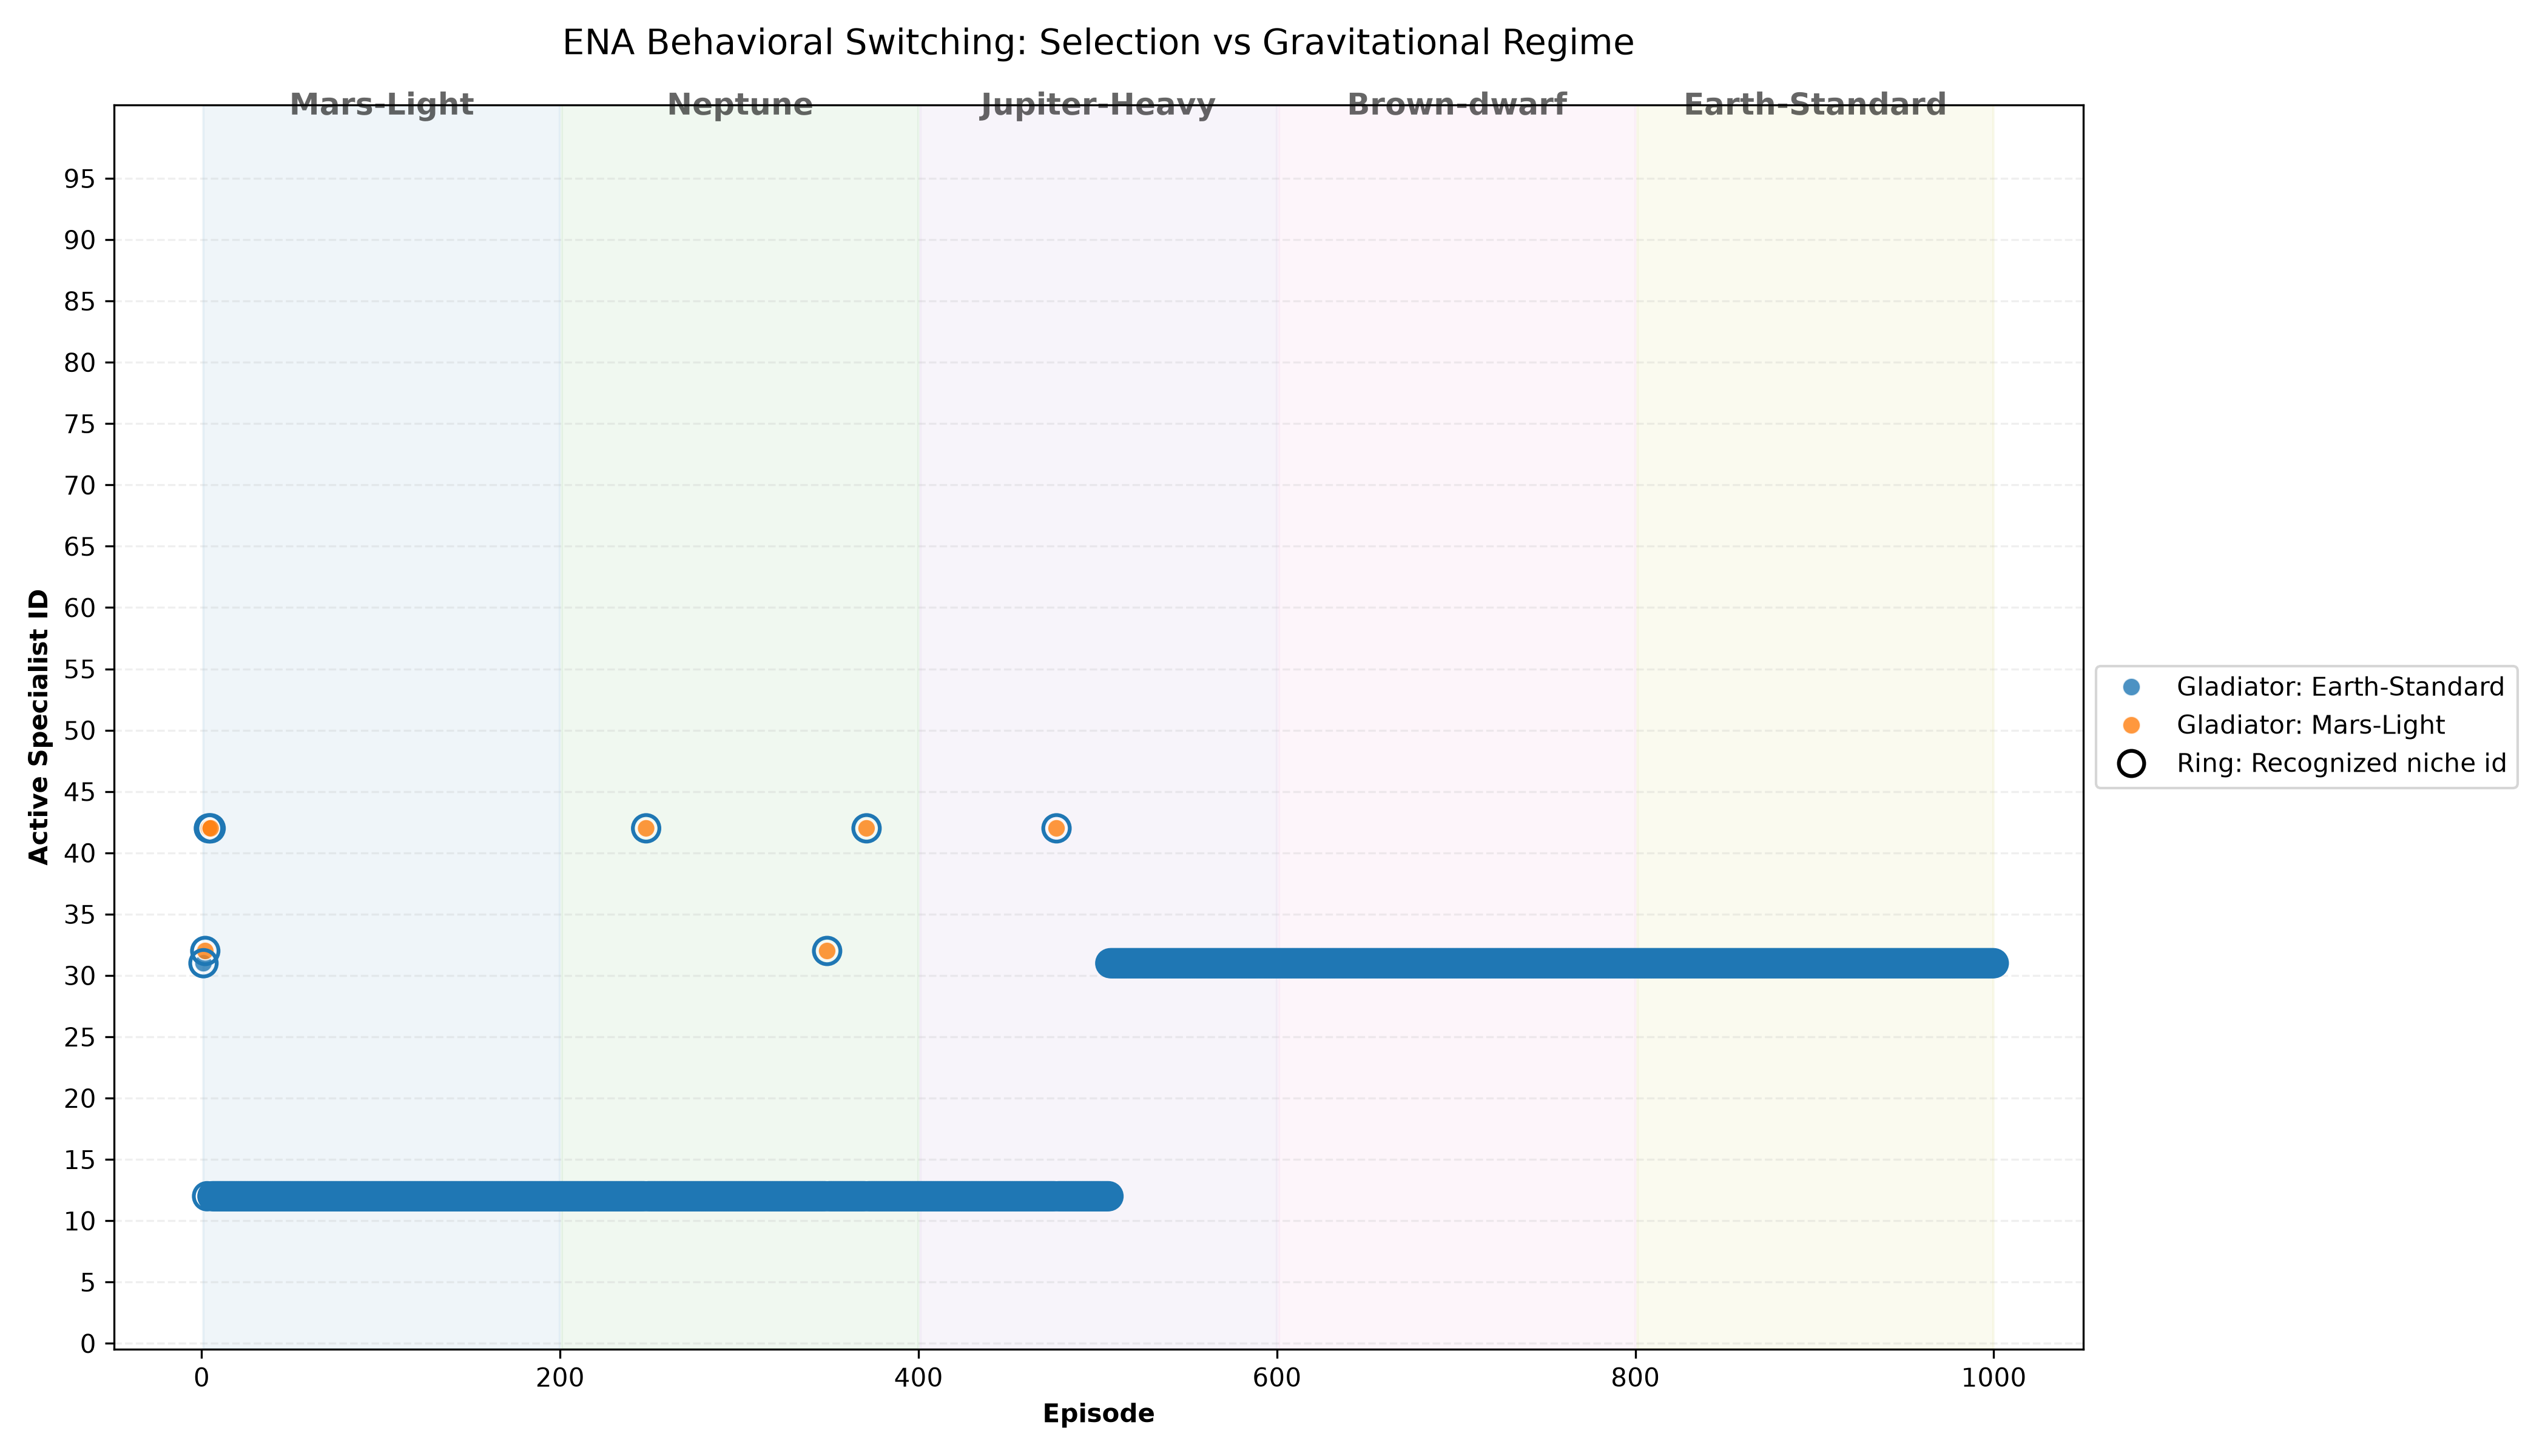 ENA Behavioral Switching: Selection vs Gravitational Regime
Mars-Light
Neptune
Jupiter-Heavy
Brown-dwarf
Earth-Standard
95
90
85
80
75
70
65
60
55
50
45
40
35
30
25
20
15
10
5
0
Active Specialist ID
0
200
400
600
800
1000
Episode
Gladiator: Earth-Standard
Gladiator: Mars-Light
Ring: Recognized niche id